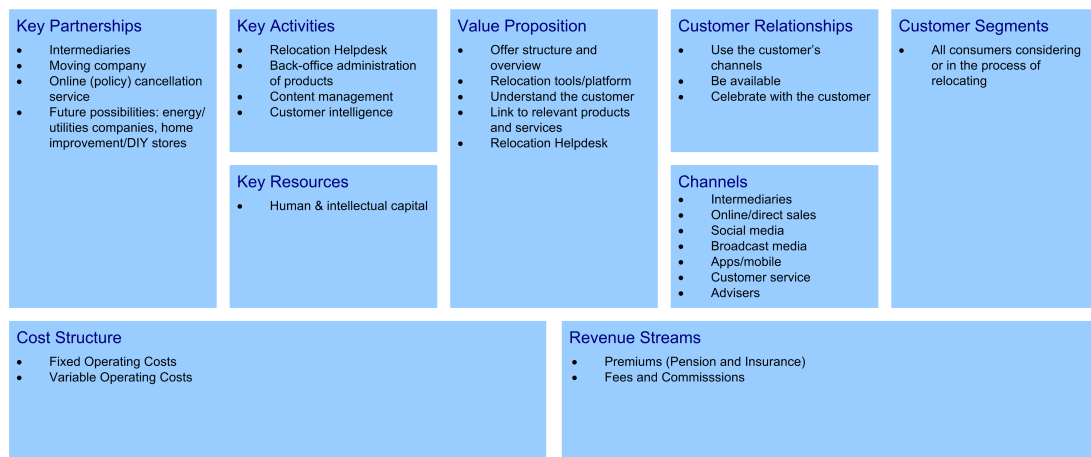 Key Partnerships
• Intermediaries
• Moving company
• Online (policy) cancellation
service
• Future possibilities: energy/
utilities companies, home
improvement/DIY stores
Key Activities
• Relocation Helpdesk
• Back-office administration
of products
• Content management
• Customer intelligence
Key Resources
• Human & intellectual capital
Value Proposition
• Offer structure and
overview
• Relocation tools/platform
• Understand the customer
• Link to relevant products
and services
• Relocation Helpdesk
Customer Relationships
• Use the customer’s
channels
• Be available
• Celebrate with the customer
Channels
• Intermediaries
• Online/direct sales
• Social media
• Broadcast media
• Apps/mobile
• Customer service
• Advisers
Customer Segments
• All consumers considering
or in the process of
relocating
Cost Structure
• Fixed Operating Costs
• Variable Operating Costs
Revenue Streams
• Premiums (Pension and Insurance)
• Fees and Commisssions